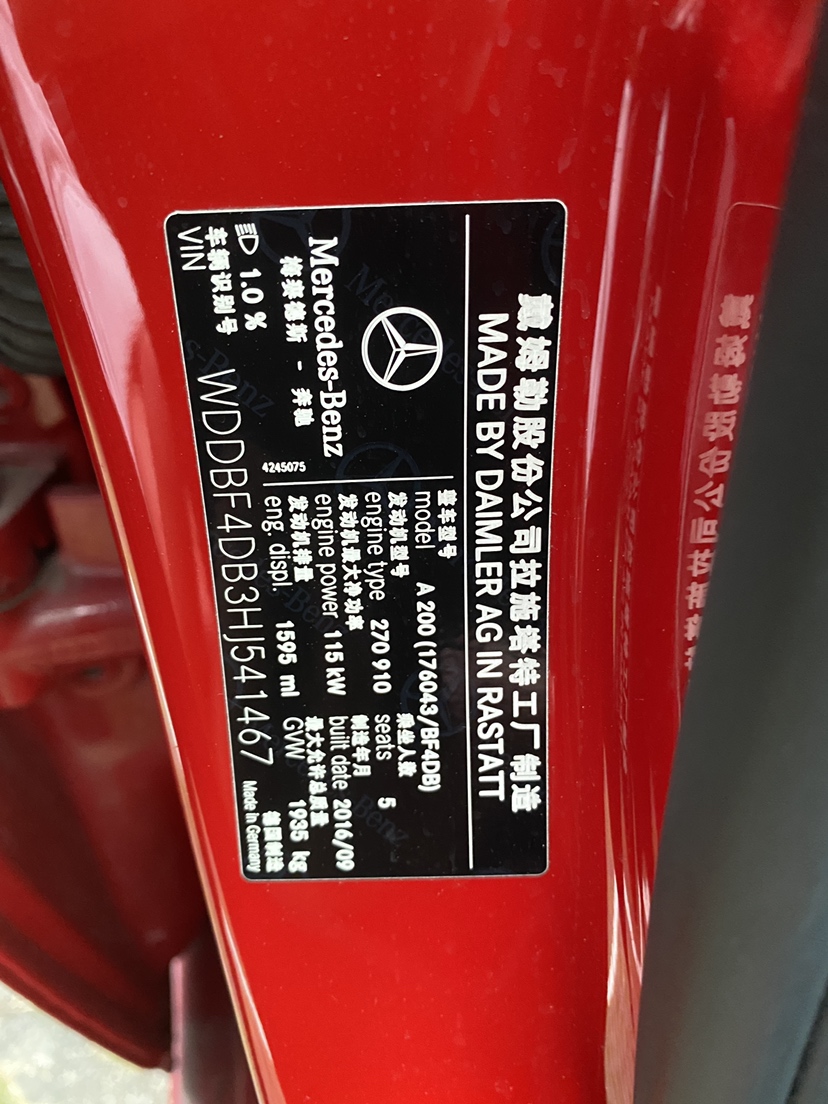 戴姆勒股份公司拉施塔特工厂制造
MADE BY DAIMLER AG IN RASTATT
Mercedes-Benz
梅赛德斯 - 奔驰
4245075
整车型号
model A 200 (176043/BF4DB)
发动机型号 乘坐人数
engine type 270 910 seats 5
发动机最大净功率 制造年月
engine power 115 kW built date 2016/09
发动机排量 最大允许总质量
eng. displ. 1595 ml GVW 1935 kg
1.0 %
车辆识别号 德国制造
VIN WDDBF4DB3HJ541467 Made In Germany